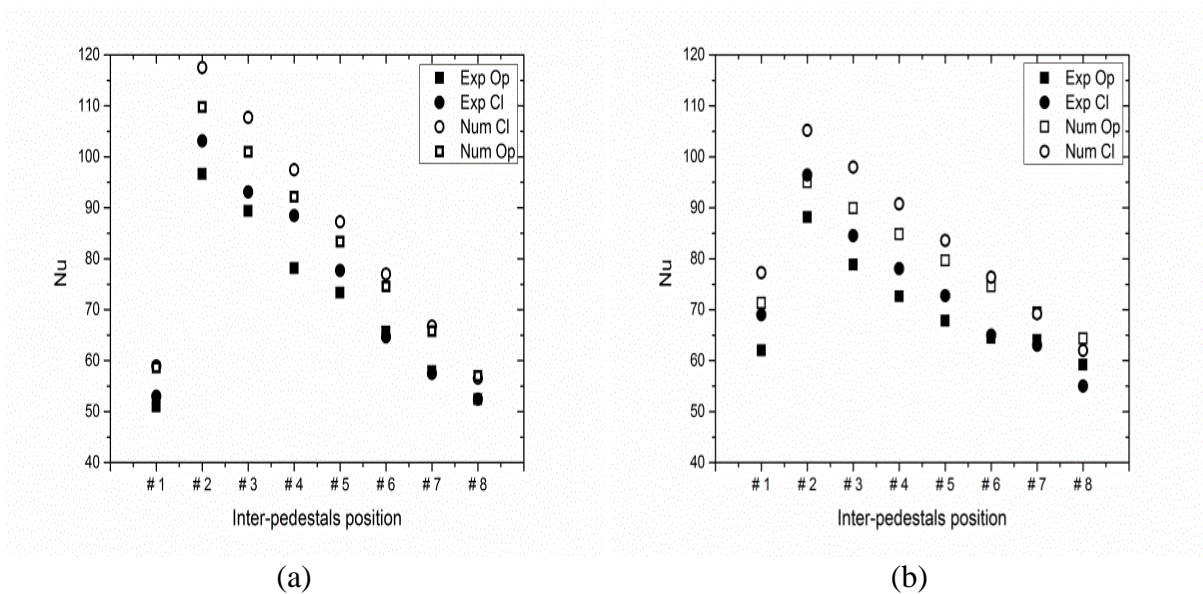 120
110
100
90
80
70
60
50
40
Nu
Exp Op
Exp Cl
Num Cl
Num Op
# 1 # 2 # 3 # 4 # 5 # 6 # 7 # 8
Inter-pedestals position
(a)
120
110
100
90
80
70
60
50
40
Nu
Exp Op
Exp Cl
Num Op
Num Cl
# 1 # 2 # 3 # 4 # 5 # 6 # 7 # 8
Inter-pedestals position
(b)